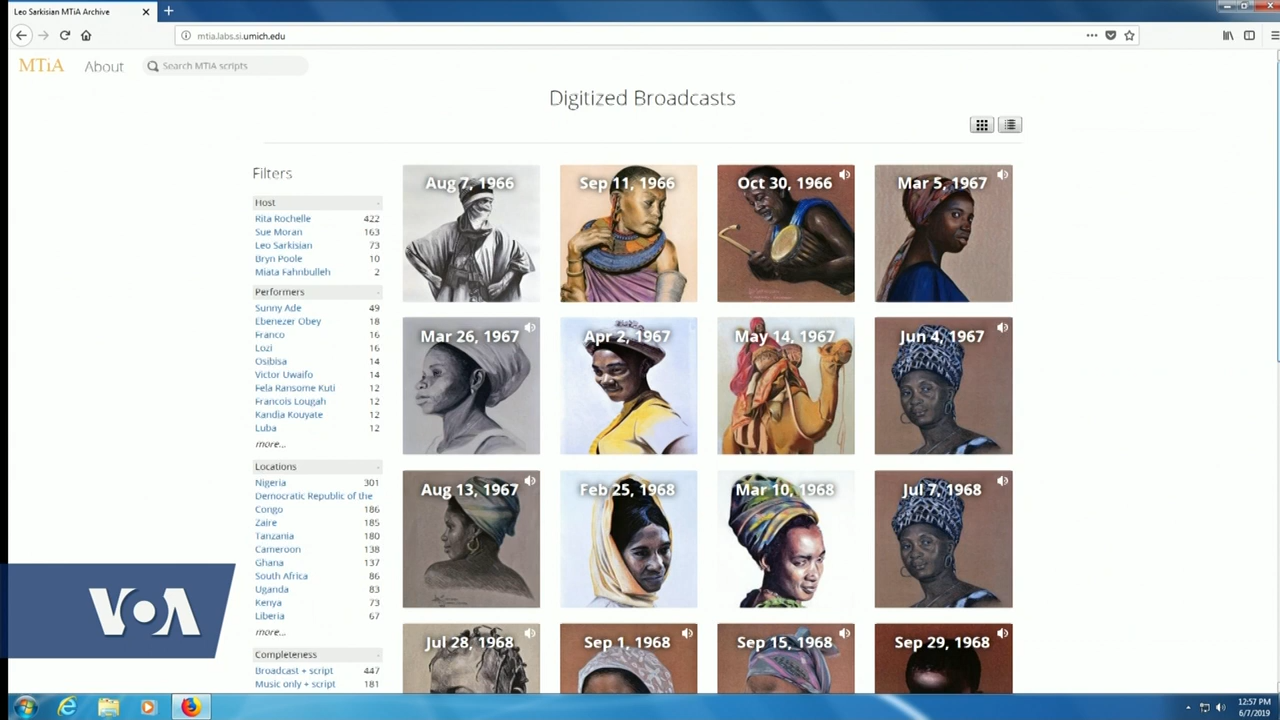 Leo Sarkisian MTiA Archive
mtia.labs.si.umich.edu
MTiA About Search MTiA scripts
Digitized Broadcasts
Filters
Host
Rita Rochelle 422
Sue Moran 163
Leo Sarkisian 73
Bryn Poole 10
Miata Fahnbulleh 2
Performers
Sunny Ade 49
Ebenezer Obey 18
Franco 16
Lozi 16
Osibisa 14
Victor Uwaifo 14
Fela Ransome Kuti 12
Francois Lougah 12
Kandia Kouyate 12
Luba 12
more...
Locations
Nigeria 301
Democratic Republic of the
Congo 186
Zaire 185
Tanzania 180
Cameroon 138
Ghana 137
South Africa 86
Uganda 83
Kenya 73
Liberia 67
more...
Completeness
Broadcast + script 447
Music only + script 181
Aug 7, 1966
Sep 11, 1966
Oct 30, 1966
Mar 5, 1967
Mar 26, 1967
Apr 2, 1967
May 14, 1967
Jun 4, 1967
Aug 13, 1967
Feb 25, 1968
Mar 10, 1968
Jul 7, 1968
Jul 28, 1968
Sep 1, 1968
Sep 15, 1968
Sep 29, 1968
VOA
12:57 PM
6/7/2019